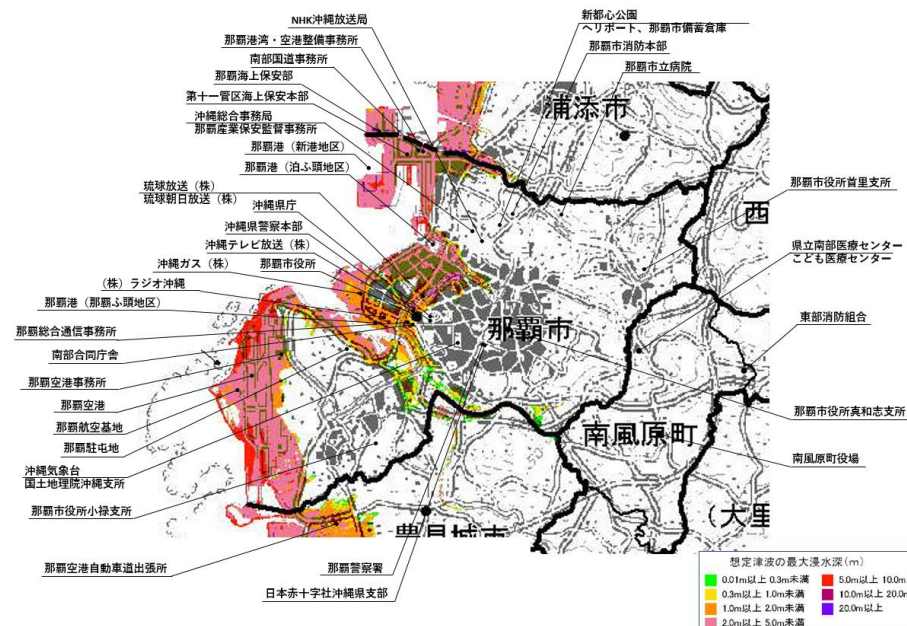 NHK沖縄放送局
那覇港湾・空港整備事務所
南部国道事務所
那覇海上保安部
第十一管区海上保安本部
沖縄総合事務局
那覇産業保安監督事務所
那覇港（新港地区）
那覇港（泊ふ頭地区）
琉球放送（株）
琉球朝日放送（株）
沖縄県庁
沖縄県警察本部
沖縄テレビ放送（株）
沖縄ガス（株）
那覇市役所
（株）ラジオ沖縄
那覇港（那覇ふ頭地区）
那覇総合通信事務所
南部合同庁舎
那覇空港事務所
那覇空港
那覇航空基地
那覇駐屯地
沖縄気象台
国土地理院沖縄支所
那覇市役所小禄支所
那覇空港自動車道出張所
那覇警察署
日本赤十字社沖縄県支部
新都心公園
ヘリポート、那覇市備蓄倉庫
那覇市消防本部
那覇市立病院
那覇市役所首里支所
県立南部医療センター
こども医療センター
東部消防組合
那覇市役所真和志支所
南風原町役場
浦添市
西
那覇市
南風原町
豊見城市
（大里
想定津波の最大浸水深（m）
0.01m以上 0.3m未満
0.3m以上 1.0m未満
1.0m以上 2.0m未満
2.0m以上 5.0m未満
5.0m以上 10.0m
10.0m以上 20.0m
20.0m以上